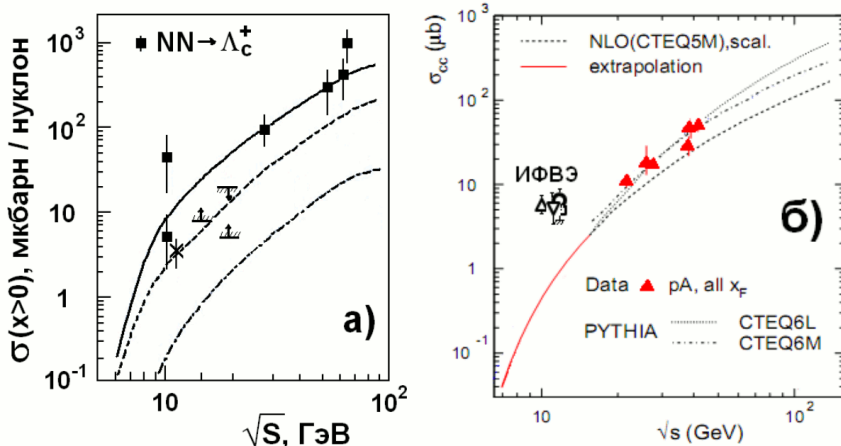 10³
10²
10
1
10⁻¹
σ(x>0), мкбарн / нуклон
NN→Λc⁺
а)
10
10²
√S, ГэВ
σcc (μb)
10³
10²
10
1
10⁻¹
NLO(CTEQ5M),scal.
extrapolation
ИФВЭ
б)
Data pA, all xF
PYTHIA
CTEQ6L
CTEQ6M
10
10²
√s (GeV)